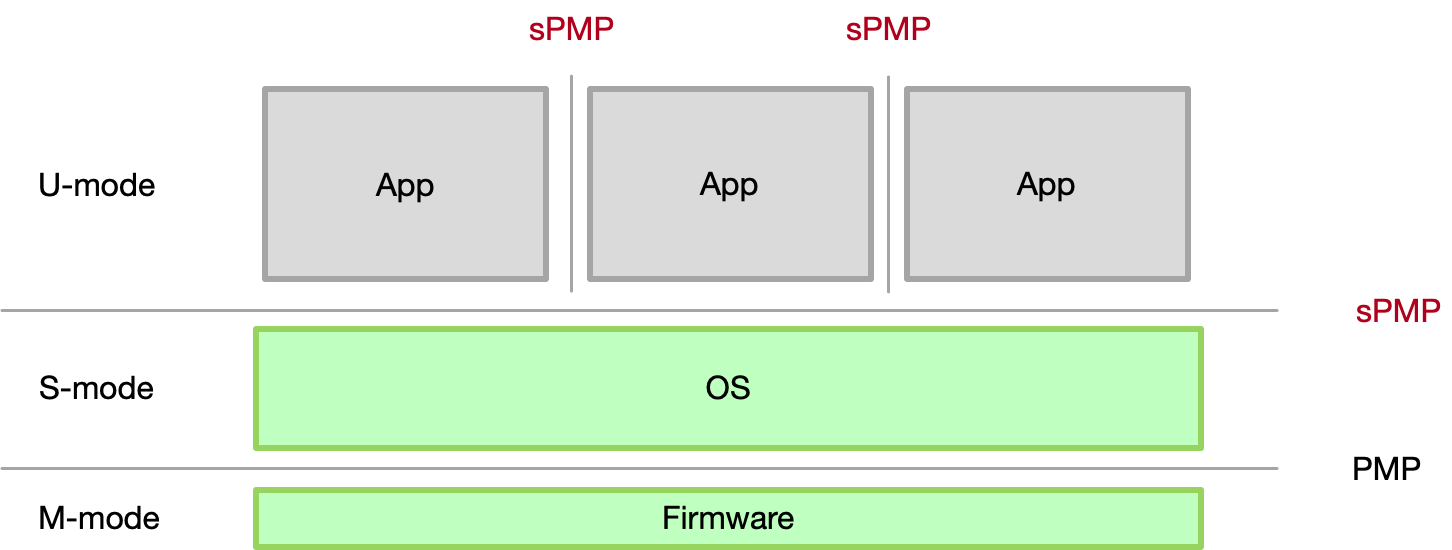 sPMP sPMP
U-mode App App App
sPMP
S-mode OS
PMP
M-mode Firmware